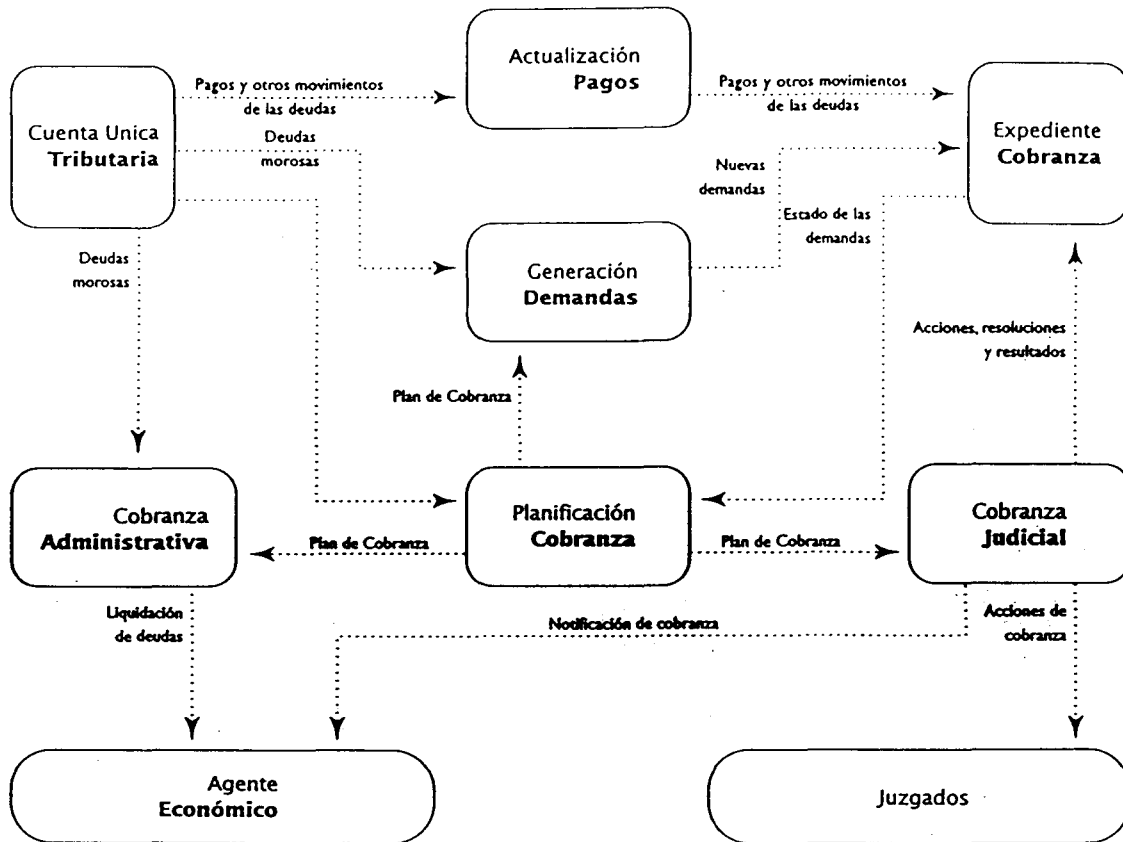 Actualización
Pagos
Pagos y otros movimientos
de las deudas
Pagos y otros movimientos
de las deudas
Cuenta Unica
Tributaria
Deudas
morosas
Expediente
Cobranza
Nuevas
demandas
Estado de las
demandas
Deudas
morosas
Generación
Demandas
Acciones, resoluciones
y resultados
Plan de Cobranza
Cobranza
Administrativa
Planificación
Cobranza
Cobranza
Judicial
Plan de Cobranza
Plan de Cobranza
Liquidación
de deudas
Notificación de cobranza
Acciones de
cobranza
Agente
Económico
Juzgados